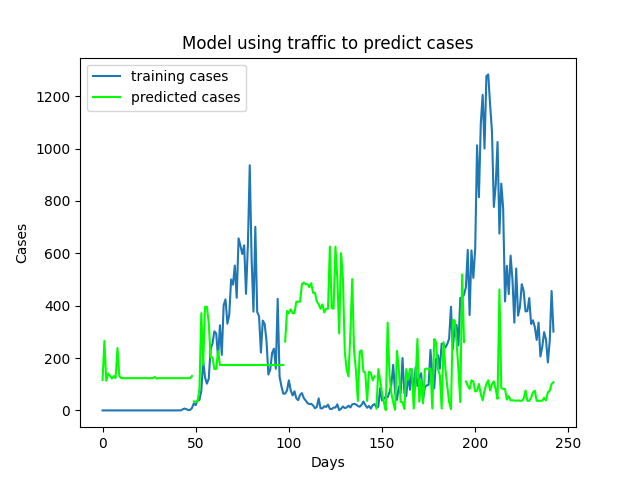 Model using traffic to predict cases
training cases
predicted cases
1200
1000
800
600
400
200
0
Cases
0 50 100 150 200 250
Days